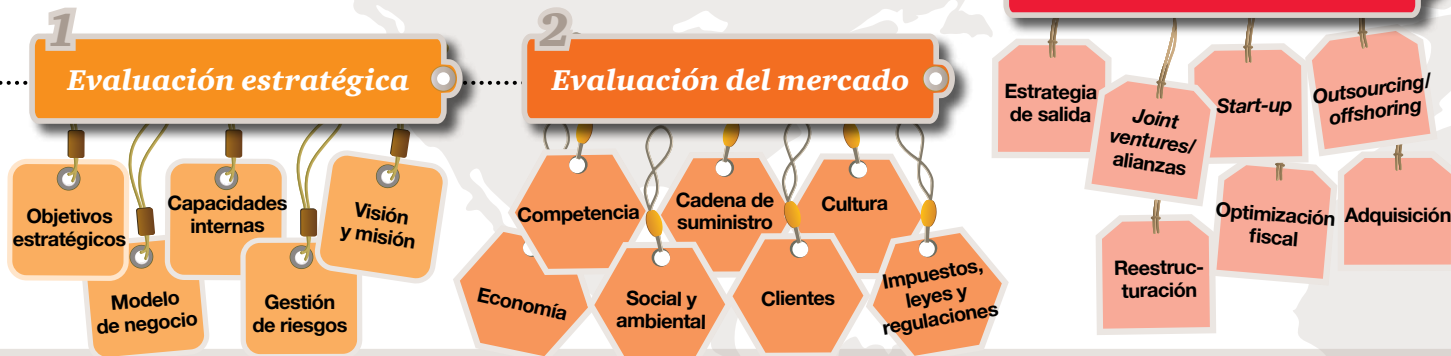 1
Evaluación estratégica
Objetivos
estratégicos
Modelo
de negocio
Capacidades
internas
Gestión
de riesgos
Visión
y misión
2
Evaluación del mercado
Economía
Competencia
Social y
ambiental
Cadena de
suministro
Clientes
Cultura
Impuestos,
leyes y
regulaciones
Estrategia
de salida
Joint
ventures/
alianzas
Start-up
Outsourcing/
offshoring
Reestruc-
turación
Optimización
fiscal
Adquisición